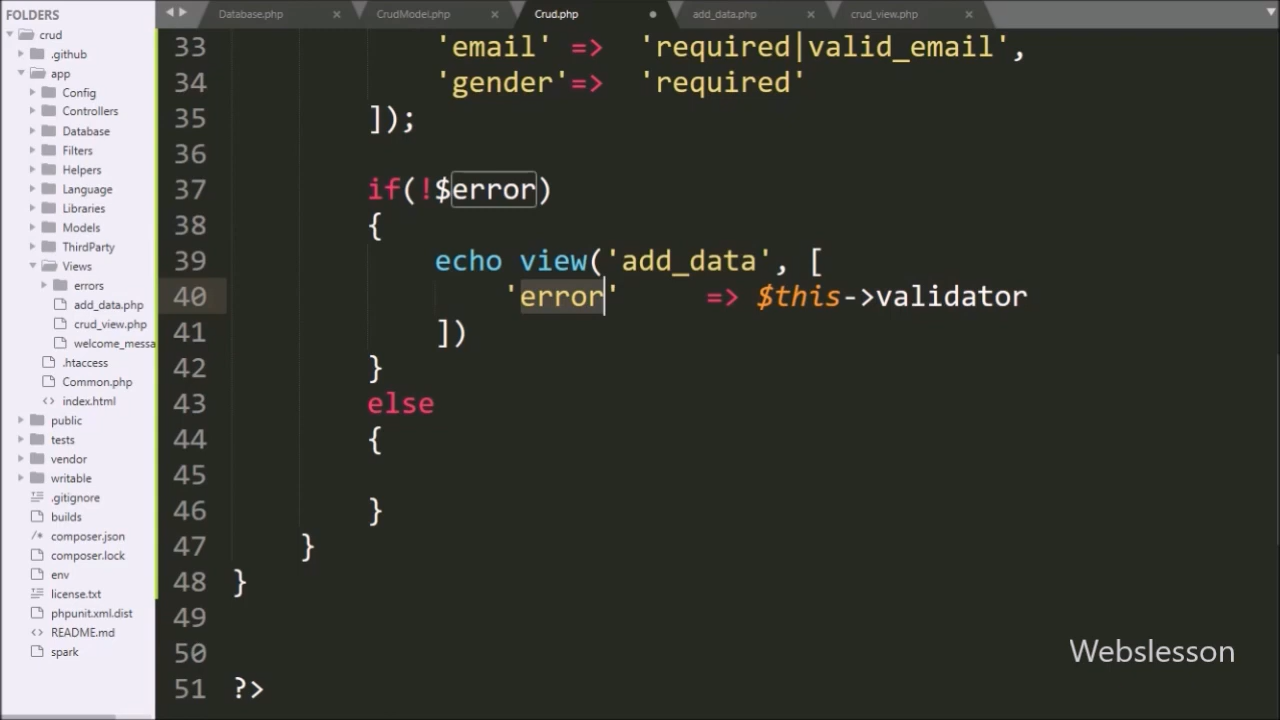 FOLDERS
crud
.github
app
Config
Controllers
Database
Filters
Helpers
Language
Libraries
Models
ThirdParty
Views
errors
add_data.php
crud_view.php
welcome_messa
.htaccess
Common.php
index.html
public
tests
vendor
writable
.gitignore
builds
composer.json
composer.lock
env
license.txt
phpunit.xml.dist
README.md
spark
Database.php × CrudModel.php × Crud.php add_data.php × crud_view.php ×
33 'email' => 'required|valid_email',
34 'gender'=> 'required'
35 ]);
36
37 if(!$error)
38 {
39 echo view('add_data', [
40 'error' => $this->validator
41 ])
42 }
43 else
44 {
45
46 }
47 }
48 }
49
50
51 ?>
Webslesson